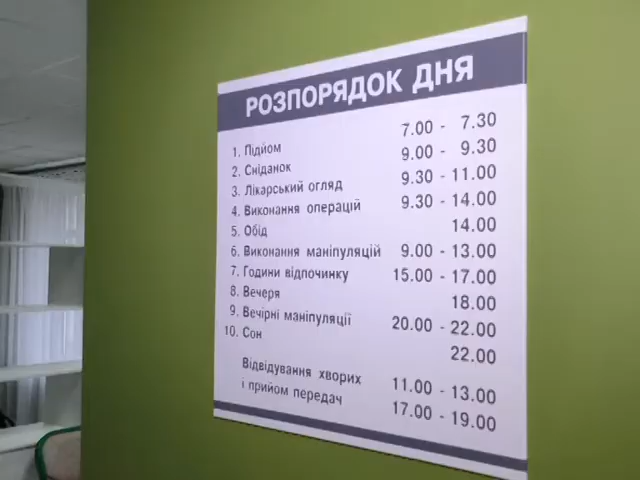 РОЗПОРЯДОК ДНЯ
1. Підйом 7.00 - 7.30
2. Сніданок 9.00 - 9.30
3. Лікарський огляд 9.30 - 11.00
4. Виконання операцій 9.30 - 14.00
5. Обід 14.00
6. Виконання маніпуляцій 9.00 - 13.00
7. Години відпочинку 15.00 - 17.00
8. Вечеря 18.00
9. Вечірні маніпуляції 20.00 - 22.00
10. Сон 22.00
Відвідування хворих 11.00 - 13.00
і прийом передач 17.00 - 19.00